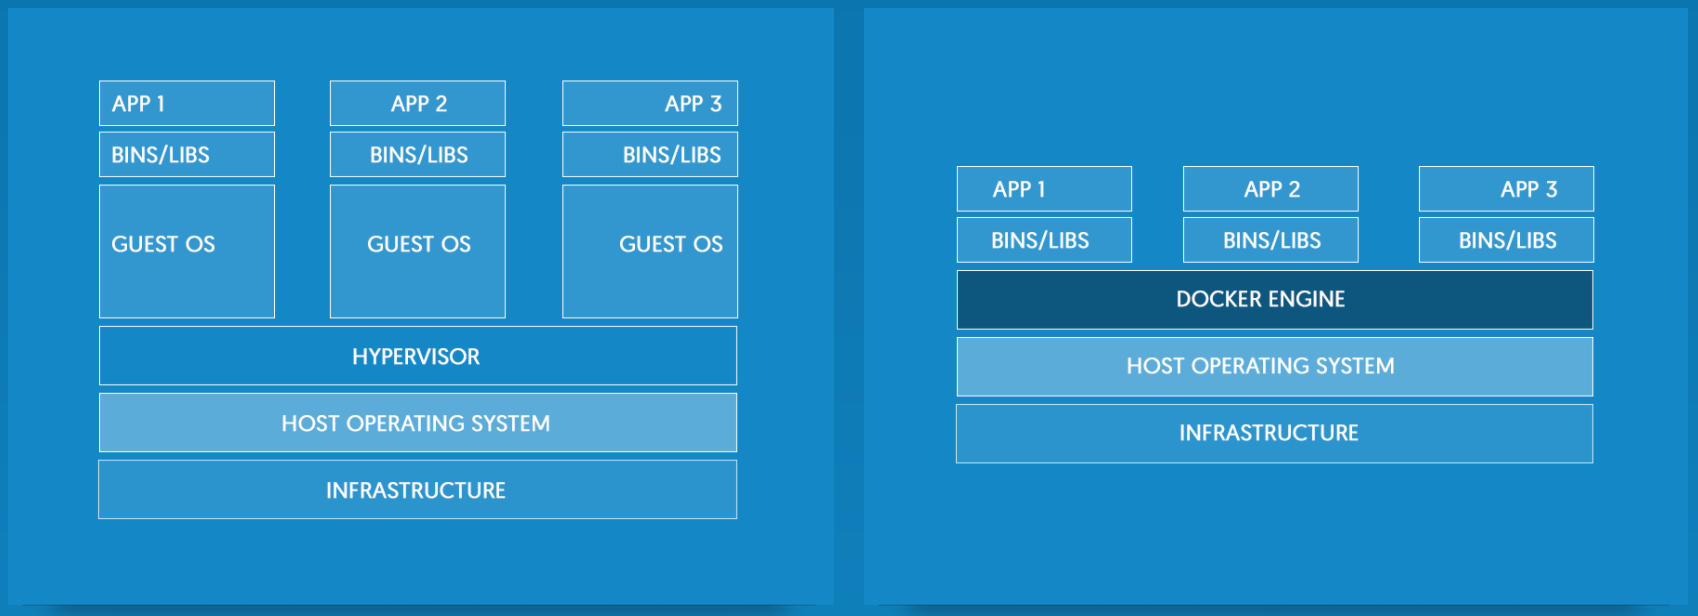 APP 1
APP 2
APP 3
BINS/LIBS
BINS/LIBS
BINS/LIBS
GUEST OS
GUEST OS
GUEST OS
HYPERVISOR
HOST OPERATING SYSTEM
INFRASTRUCTURE
APP 1
APP 2
APP 3
BINS/LIBS
BINS/LIBS
BINS/LIBS
DOCKER ENGINE
HOST OPERATING SYSTEM
INFRASTRUCTURE